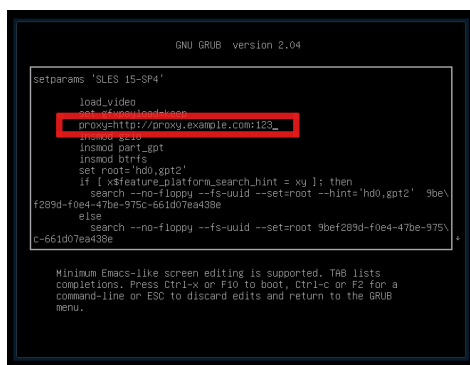 GNU GRUB version 2.04
setparams 'SLES 15-SP4'
load_video
set gfxpayload=keep
proxy=http://proxy.example.com:123_
insmod gzio
insmod part_gpt
insmod btrfs
set root='hd0,gpt2'
if [ x$feature_platform_search_hint = xy ]; then
search --no-floppy --fs-uuid --set=root --hint='hd0,gpt2' 9be\
f289d-f0e4-47be-975c-661d07ea438e
else
search --no-floppy --fs-uuid --set=root 9bef289d-f0e4-47be-975\
c-661d07ea438e
Minimum Emacs-like screen editing is supported. TAB lists
completions. Press Ctrl-x or F10 to boot, Ctrl-c or F2 for a
command-line or ESC to discard edits and return to the GRUB
menu.